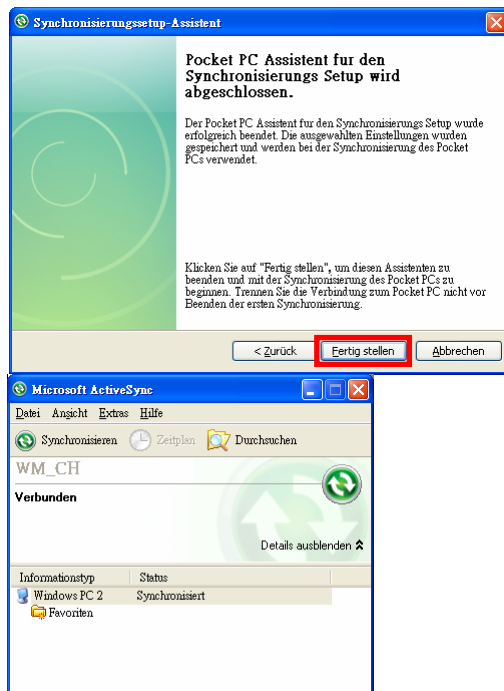 Synchronisierungssetup-Assistent
Pocket PC Assistent fur den
Synchronisierungs Setup wird
abgeschlossen.
Der Pocket PC Assistent fur den Synchronisierungs Setup wurde
erfolgreich beendet. Die ausgewahlten Einstellungen wurden
gespeichert und werden bei der Synchronisierung des Pocket
PCs verwendet.
Klicken Sie auf "Fertig stellen", um diesen Assistenten zu
beenden und mit der Synchronisierung des Pocket PCs zu
beginnen. Trennen Sie die Verbindung zum Pocket PC nicht vor
Beenden der ersten Synchronisierung.
< Zurück Fertig stellen Abbrechen
Microsoft ActiveSync
Datei Angicht Extras Hilfe
Synchronisieren Zeitplan Durchsuchen
WM_CH
Verbunden
Details ausblenden
Informationstyp Status
Windows PC 2 Synchronisiert
Favoriten